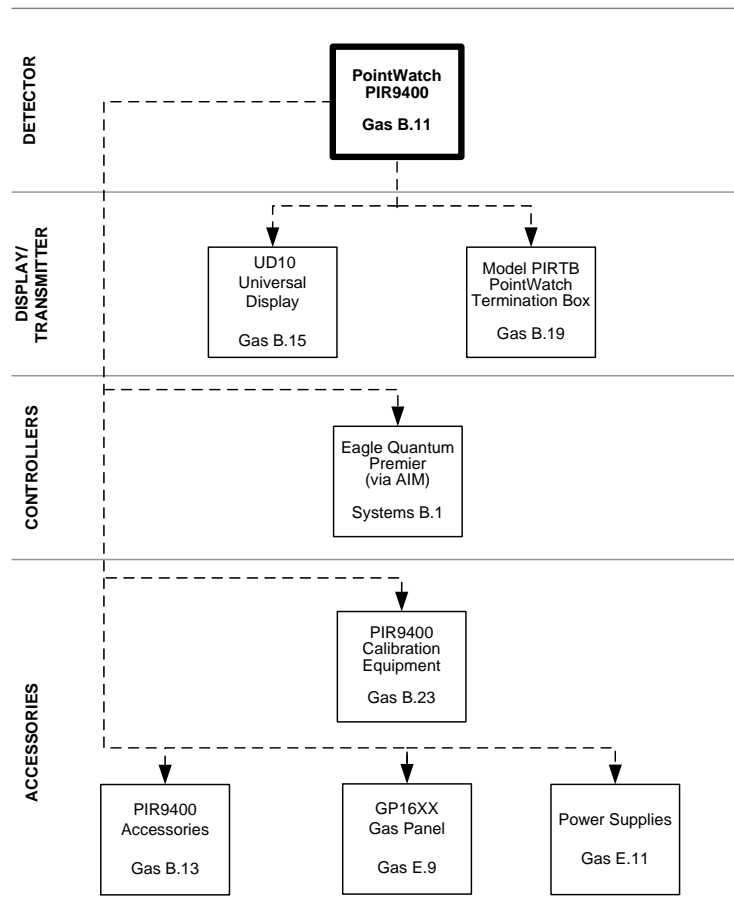 DETECTOR
PointWatch
PIR9400
Gas B.11
DISPLAY/
TRANSMITTER
UD10
Universal
Display
Gas B.15
Model PIRTB
PointWatch
Termination Box
Gas B.19
CONTROLLERS
Eagle Quantum
Premier
(via AIM)
Systems B.1
ACCESSORIES
PIR9400
Calibration
Equipment
Gas B.23
PIR9400
Accessories
Gas B.13
GP16XX
Gas Panel
Gas E.9
Power Supplies
Gas E.11